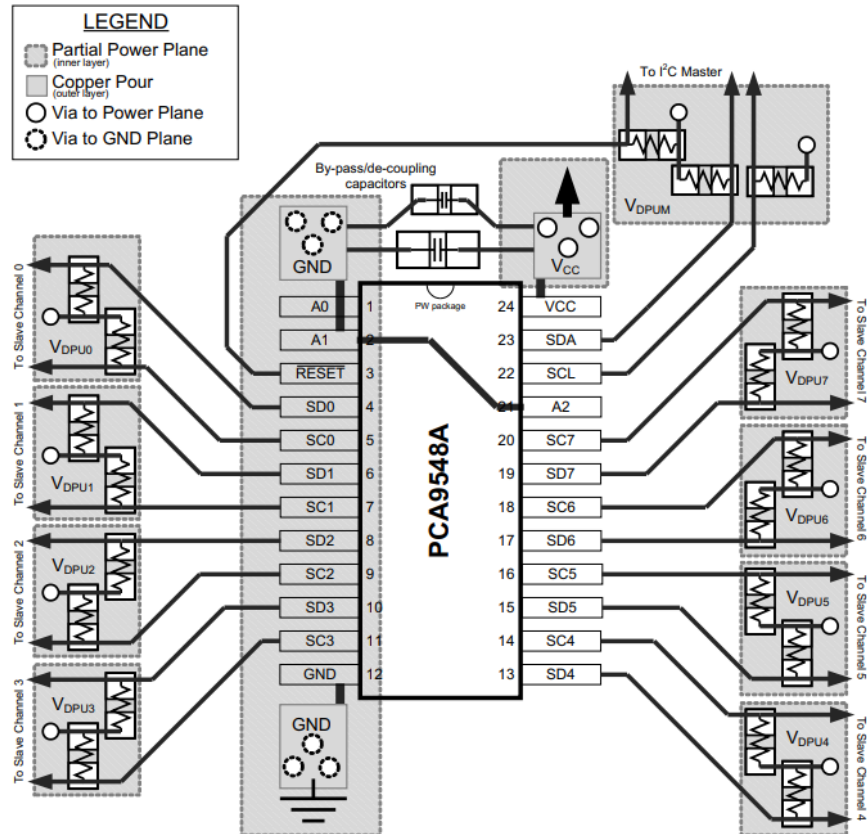 LEGEND
Partial Power Plane
(inner layer)
Copper Pour
(outer layer)
Via to Power Plane
Via to GND Plane
To I²C Master
By-pass/de-coupling
capacitors
VDPUM
GND
VCC
PW package
PCA9548A
A0 1
A1 2
RESET 3
SD0 4
SC0 5
SD1 6
SC1 7
SD2 8
SC2 9
SD3 10
SC3 11
GND 12
24 VCC
23 SDA
22 SCL
21 A2
20 SC7
19 SD7
18 SC6
17 SD6
16 SC5
15 SD5
14 SC4
13 SD4
GND
To Slave Channel 0
VDPU0
To Slave Channel 1
VDPU1
To Slave Channel 2
VDPU2
To Slave Channel 3
VDPU3
VDPU7
To Slave Channel 7
VDPU6
To Slave Channel 6
VDPU5
To Slave Channel 5
VDPU4
To Slave Channel 4